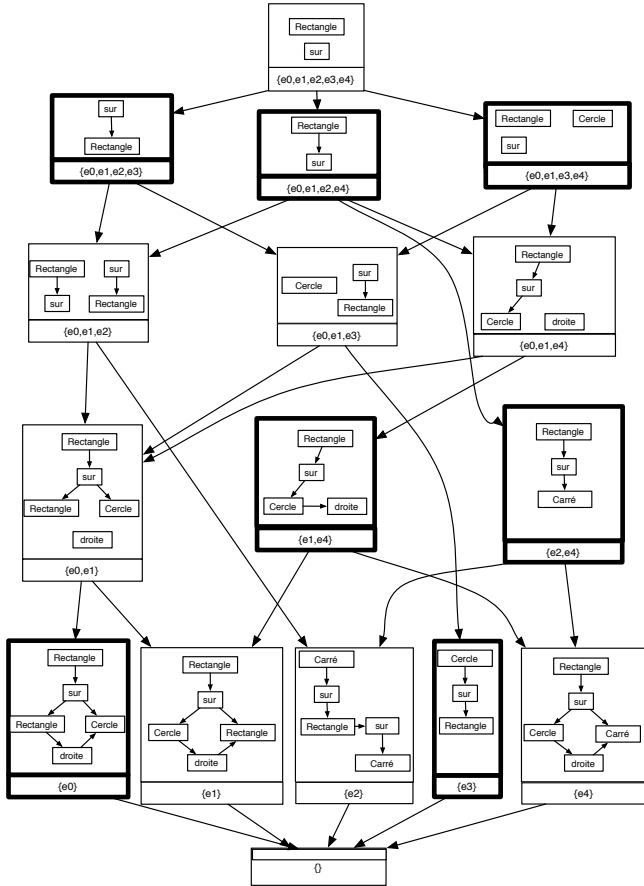 Rectangle
sur
{e0,e1,e2,e3,e4}
sur
Rectangle
{e0,e1,e2,e3}
Rectangle
sur
{e0,e1,e2,e4}
Rectangle Cercle
sur
{e0,e1,e3,e4}
Rectangle sur
sur Rectangle
{e0,e1,e2}
Cercle sur
Rectangle
{e0,e1,e3}
Rectangle
sur
Cercle droite
{e0,e1,e4}
Rectangle
sur
Rectangle Cercle
droite
{e0,e1}
Rectangle
sur
Cercle droite
{e1,e4}
Rectangle
sur
Carré
{e2,e4}
Rectangle
sur
Rectangle Cercle
droite
{e0}
Rectangle
sur
Cercle Rectangle
droite
{e1}
Carré
sur
Rectangle sur
Carré
{e2}
Cercle
sur
Rectangle
{e3}
Rectangle
sur
Cercle Carré
droite
{e4}
{}